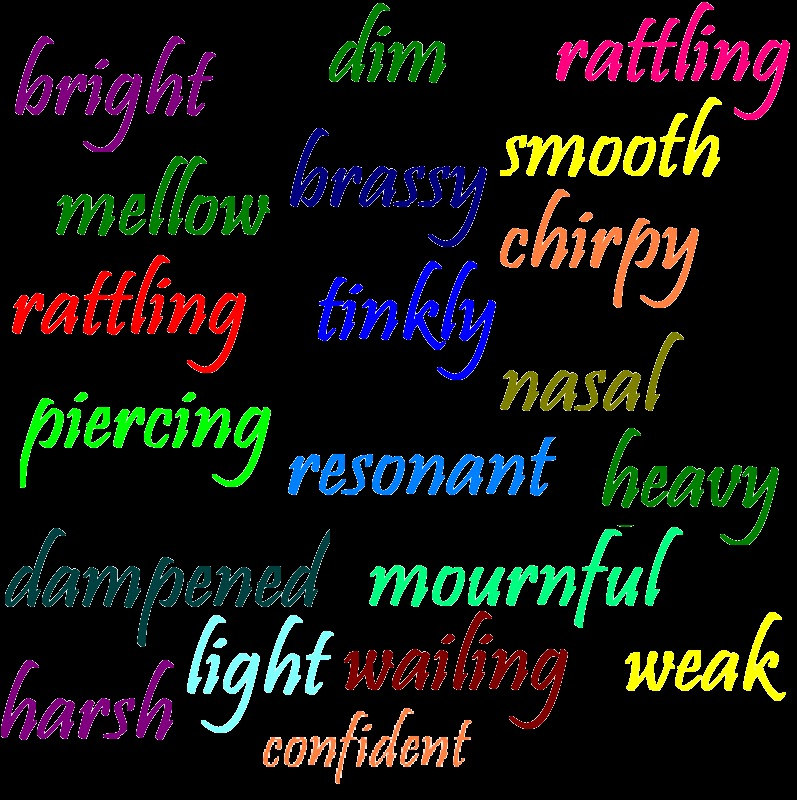 bright
dim
rattling
smooth
brassy
mellow
chirpy
rattling
tinkly
nasal
piercing
resonant
heavy
dampened
mournful
light
wailing
weak
harsh
confident